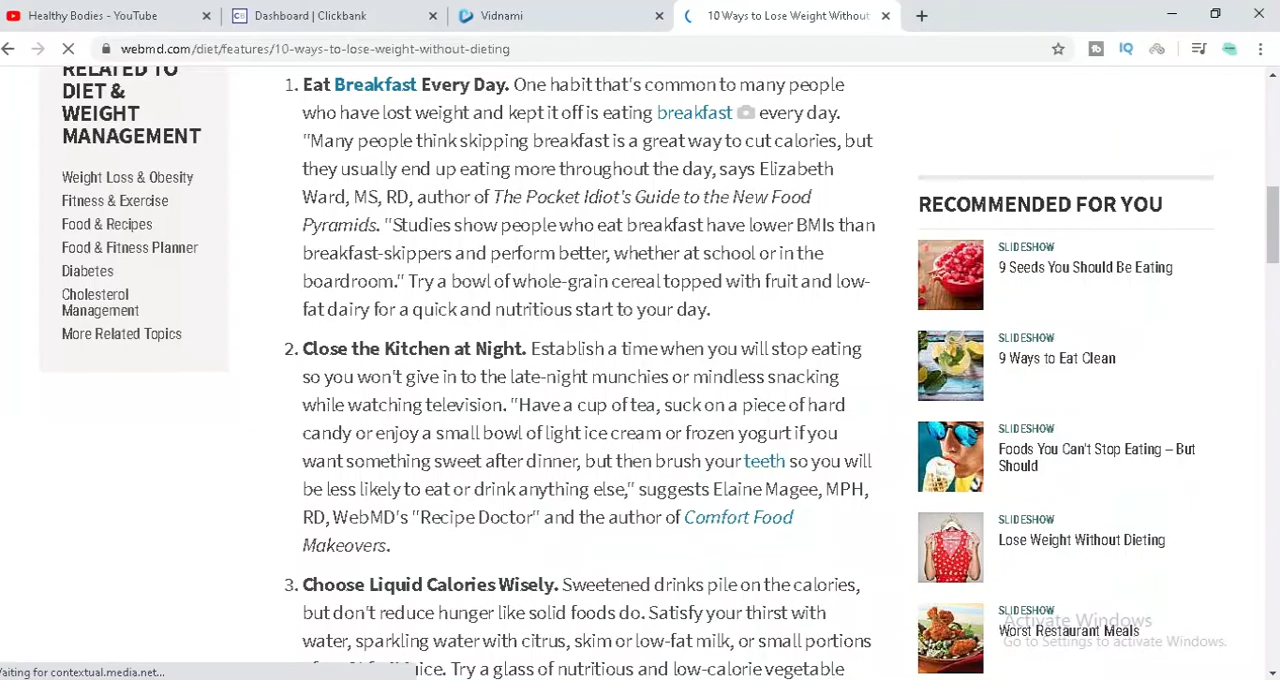 Healthy Bodies - YouTube
Dashboard | Clickbank
Vidnami
10 Ways to Lose Weight Without
webmd.com/diet/features/10-ways-to-lose-weight-without-dieting
RELATED TO
DIET &
WEIGHT
MANAGEMENT
Weight Loss & Obesity
Fitness & Exercise
Food & Recipes
Food & Fitness Planner
Diabetes
Cholesterol
Management
More Related Topics
1. Eat Breakfast Every Day. One habit that's common to many people
who have lost weight and kept it off is eating breakfast every day.
"Many people think skipping breakfast is a great way to cut calories, but
they usually end up eating more throughout the day, says Elizabeth
Ward, MS, RD, author of The Pocket Idiot's Guide to the New Food
Pyramids. "Studies show people who eat breakfast have lower BMIs than
breakfast-skippers and perform better, whether at school or in the
boardroom." Try a bowl of whole-grain cereal topped with fruit and low-
fat dairy for a quick and nutritious start to your day.
2. Close the Kitchen at Night. Establish a time when you will stop eating
so you won't give in to the late-night munchies or mindless snacking
while watching television. "Have a cup of tea, suck on a piece of hard
candy or enjoy a small bowl of light ice cream or frozen yogurt if you
want something sweet after dinner, but then brush your teeth so you will
be less likely to eat or drink anything else," suggests Elaine Magee, MPH,
RD, WebMD's "Recipe Doctor" and the author of Comfort Food
Makeovers.
3. Choose Liquid Calories Wisely. Sweetened drinks pile on the calories,
but don't reduce hunger like solid foods do. Satisfy your thirst with
water, sparkling water with citrus, skim or low-fat milk, or small portions
juice. Try a glass of nutritious and low-calorie vegetable
RECOMMENDED FOR YOU
SLIDESHOW
9 Seeds You Should Be Eating
SLIDESHOW
9 Ways to Eat Clean
SLIDESHOW
Foods You Can't Stop Eating – But
Should
SLIDESHOW
Lose Weight Without Dieting
SLIDESHOW
Worst Restaurant Meals
Activate Windows
Go to Settings to activate Windows.
Waiting for contextual.media.net...